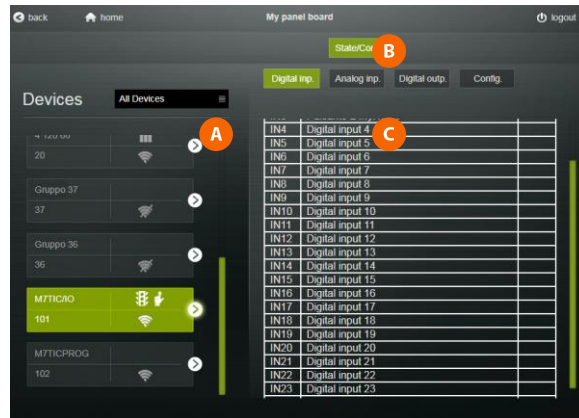 back home My panel board logout
State/Con B
Digital inp. Analog inp. Digital outp. Config.
Devices All Devices
A
20
Gruppo 37
37
Gruppo 36
36
M7TIC/IO
101
M7TICPROG
102
IN4 Digital input 4 C
IN5 Digital input 5
IN6 Digital input 6
IN7 Digital input 7
IN8 Digital input 8
IN9 Digital input 9
IN10 Digital input 10
IN11 Digital input 11
IN12 Digital input 12
IN13 Digital input 13
IN14 Digital input 14
IN15 Digital input 15
IN16 Digital input 16
IN17 Digital input 17
IN18 Digital input 18
IN19 Digital input 19
IN20 Digital input 20
IN21 Digital input 21
IN22 Digital input 22
IN23 Digital input 23